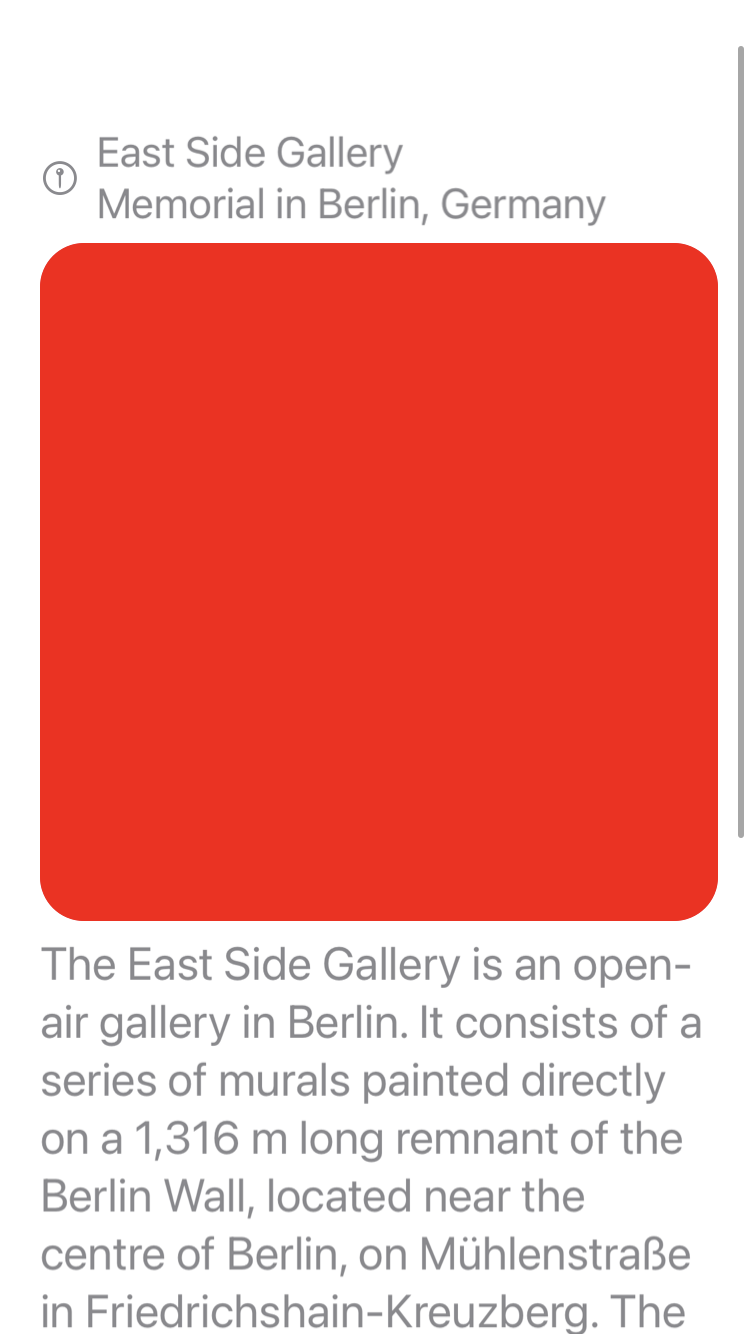 East Side Gallery
Memorial in Berlin, Germany
The East Side Gallery is an open-
air gallery in Berlin. It consists of a
series of murals painted directly
on a 1,316 m long remnant of the
Berlin Wall, located near the
centre of Berlin, on Mühlenstraße
in Friedrichshain-Kreuzberg. The